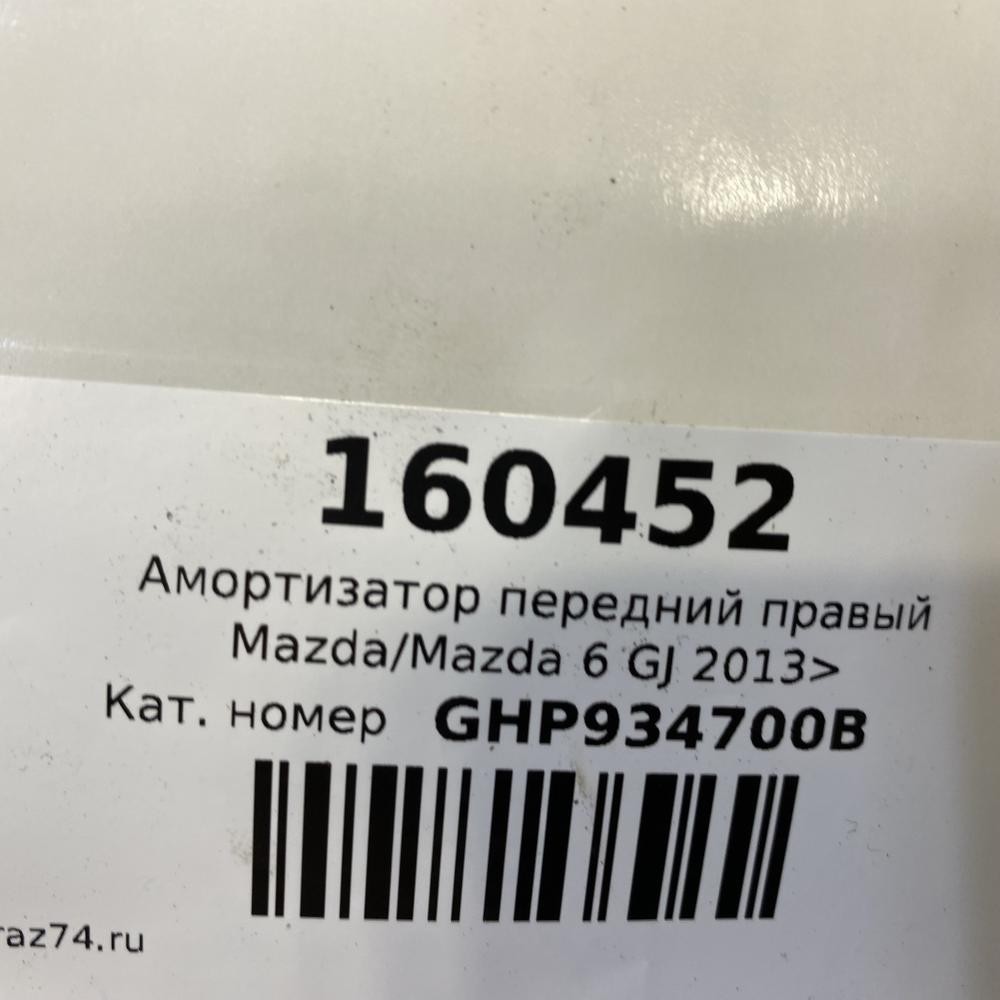 160452
Амортизатор передний правый
Mazda/Mazda 6 GJ 2013>
Кат. номер GHP934700B
raz74.ru